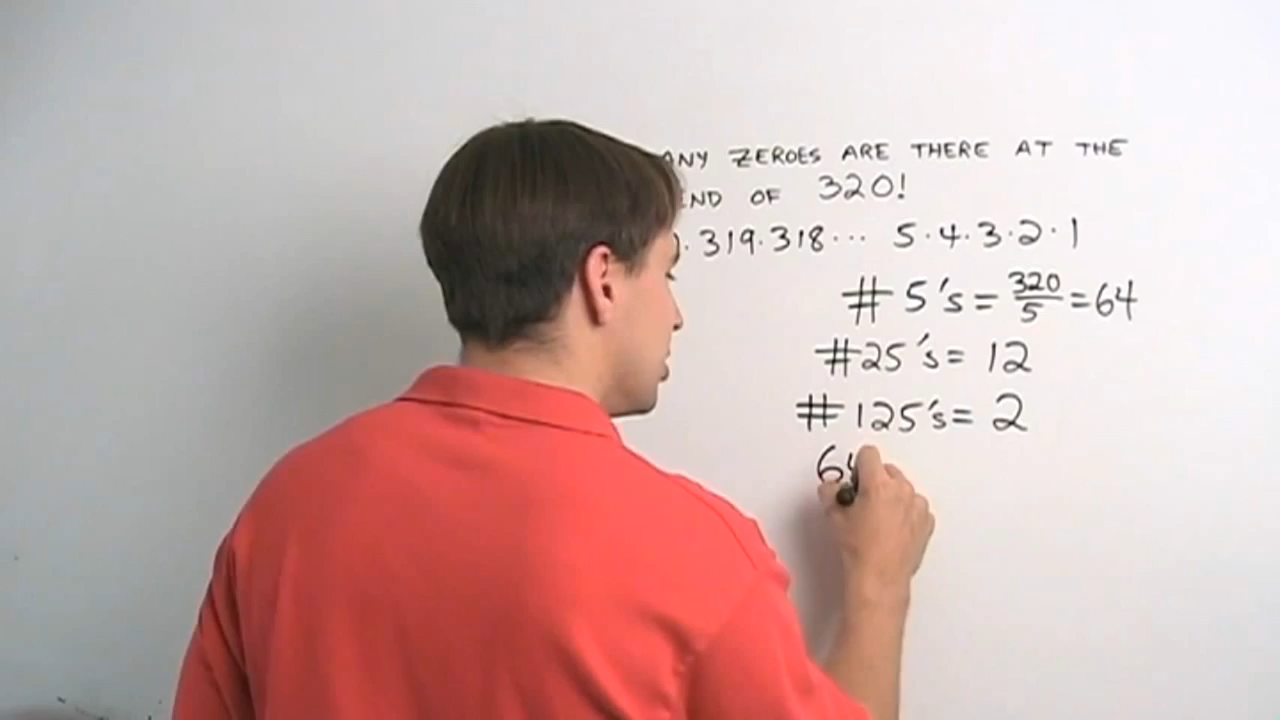 ANY ZEROES ARE THERE AT THE
END OF 320!
. 319 · 318 ··· 5 · 4 · 3 · 2 · 1
# 5's = 320/5 = 64
#25's = 12
#125's = 2
64